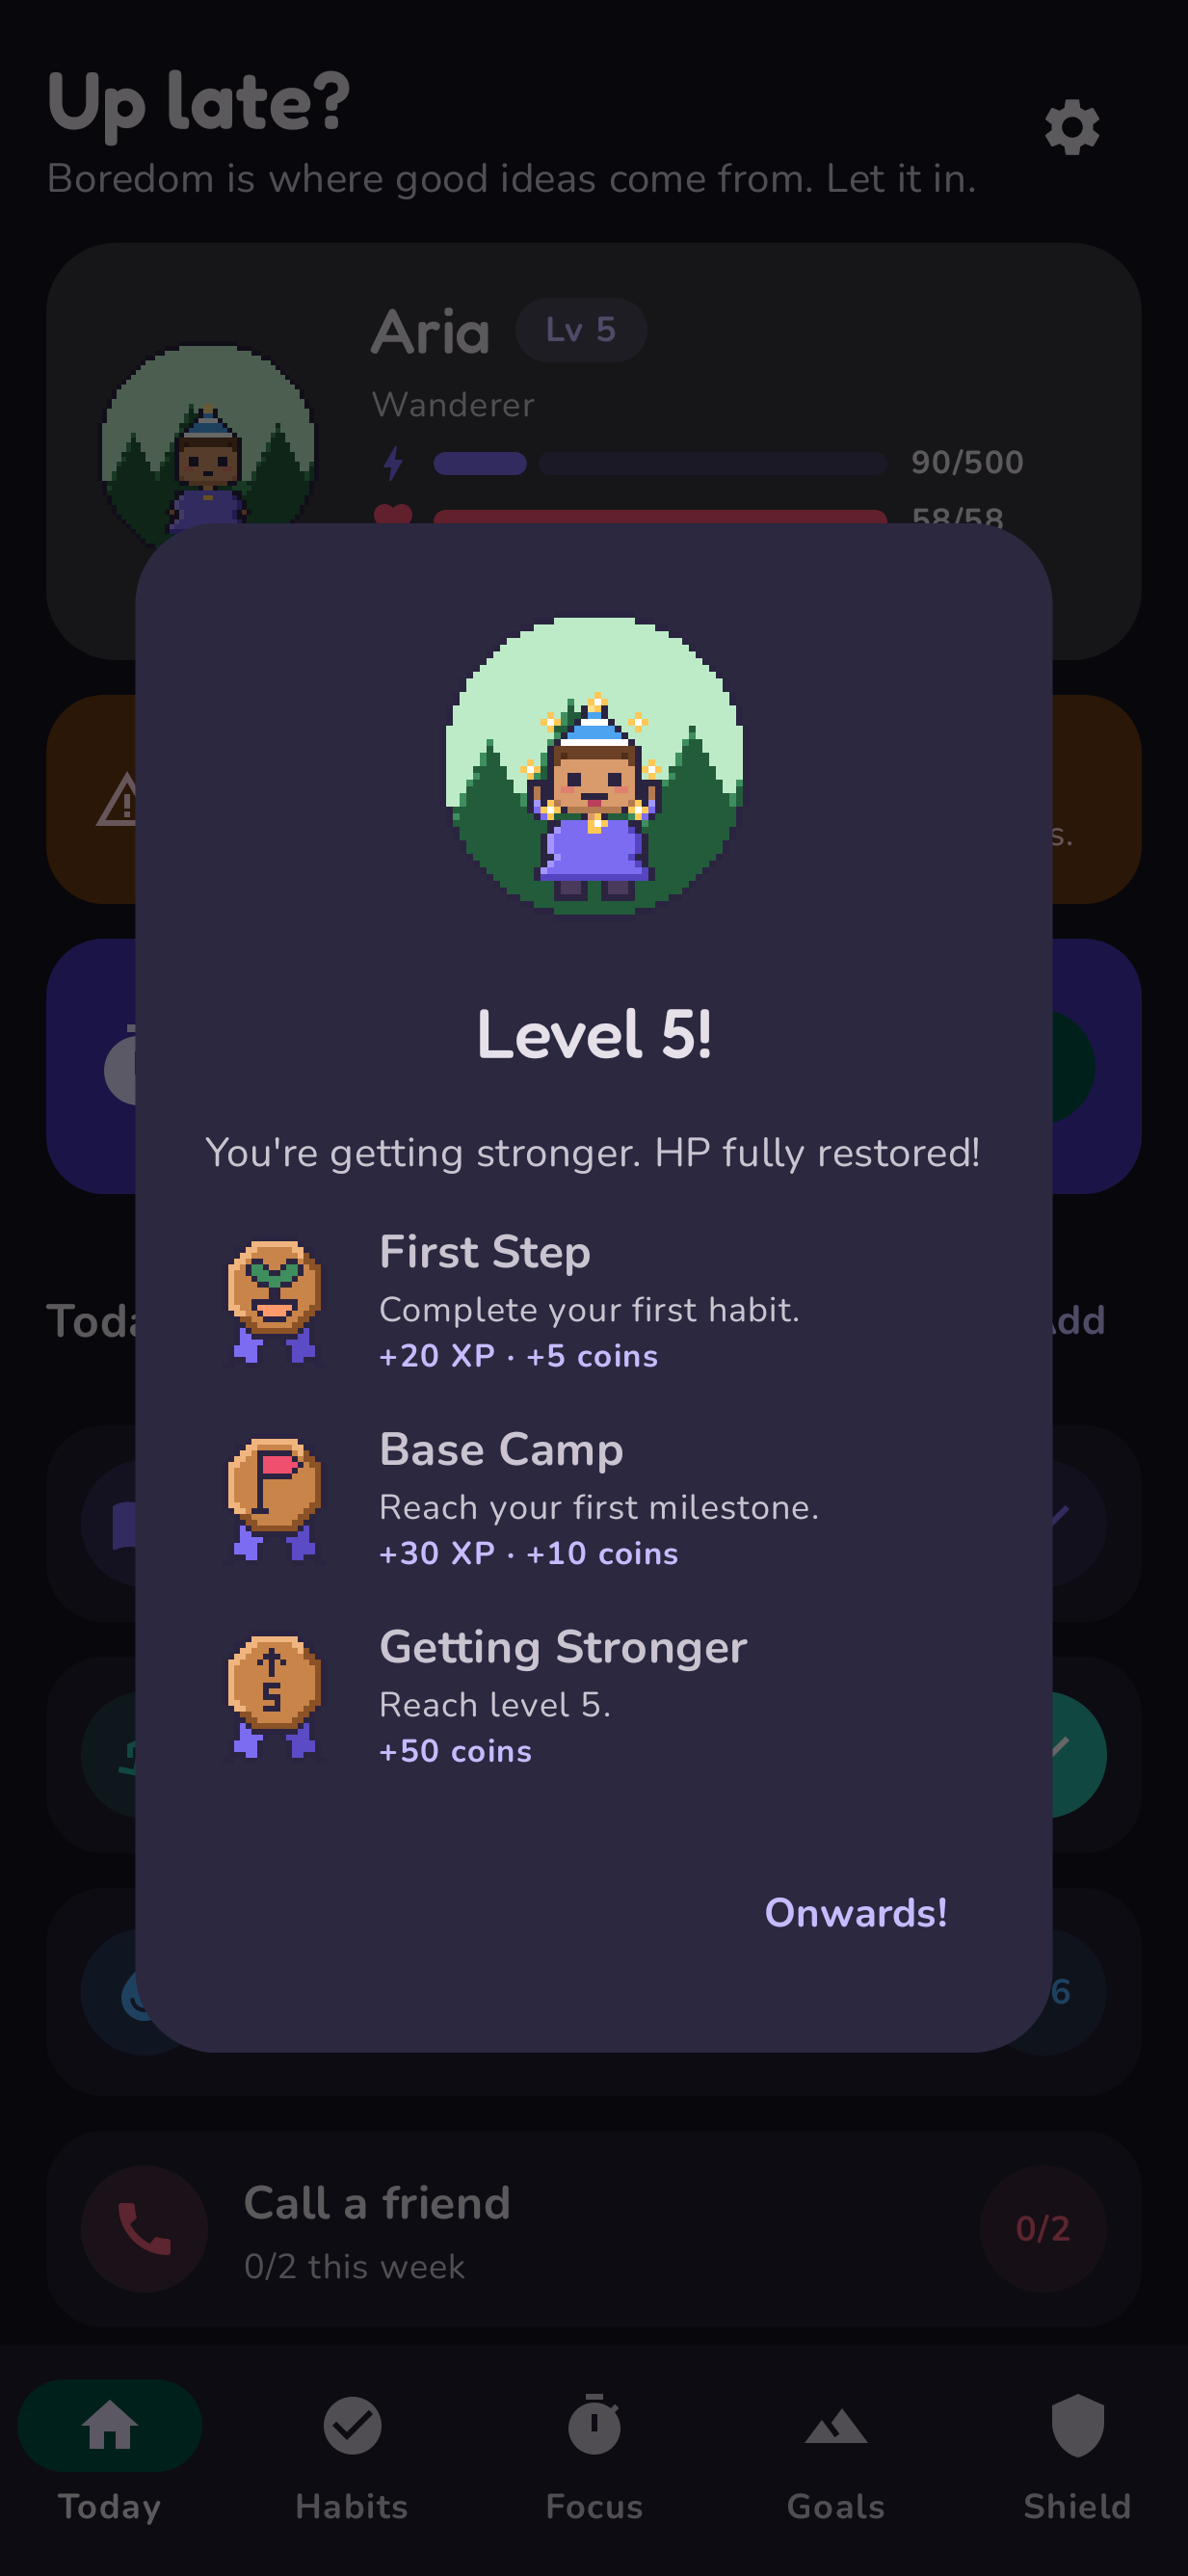 Up late?
Boredom is where good ideas come from. Let it in.
Aria
Lv 5
Wanderer
90/500
58/58
s.
Level 5!
You're getting stronger. HP fully restored!
First Step
Complete your first habit.
+20 XP · +5 coins
Base Camp
Reach your first milestone.
+30 XP · +10 coins
5
Getting Stronger
Reach level 5.
+50 coins
Onwards!
6
Call a friend
0/2 this week
0/2
Today
Habits
Focus
Goals
Shield